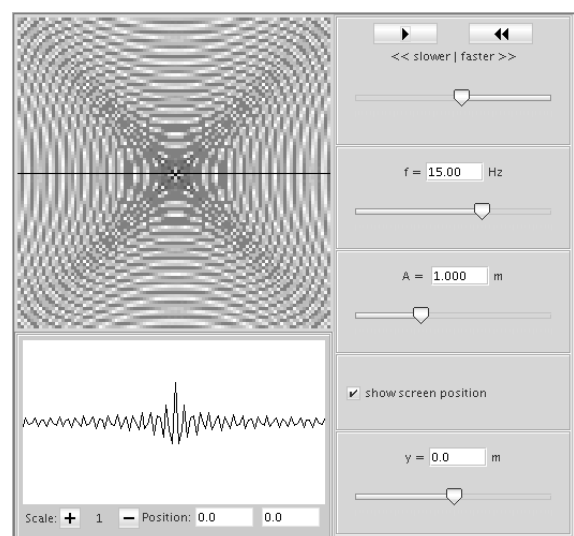 << slower | faster >>
f = 15.00 Hz
A = 1.000 m
show screen position
y = 0.0 m
Scale: + 1 − Position: 0.0 0.0